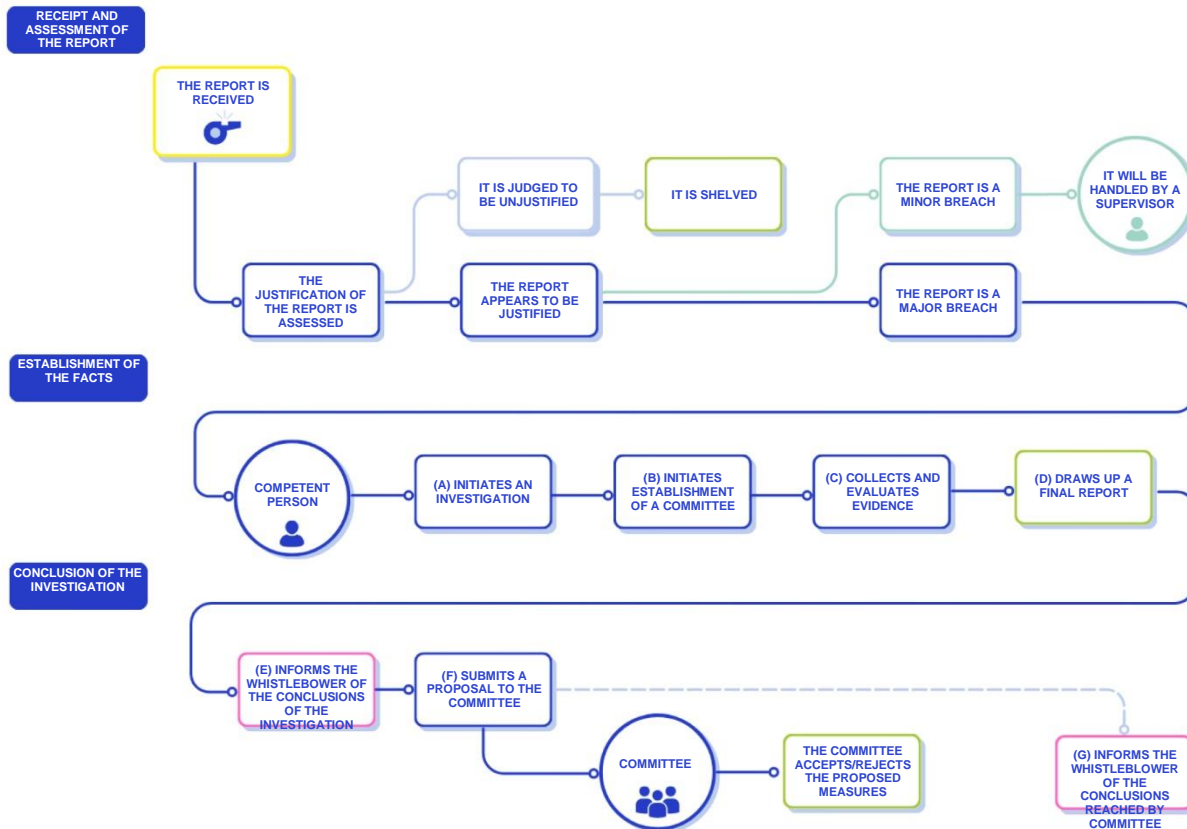 RECEIPT AND
ASSESSMENT OF
THE REPORT
THE REPORT IS
RECEIVED
IT IS JUDGED TO
BE UNJUSTIFIED
IT IS SHELVED
THE REPORT IS A
MINOR BREACH
IT WILL BE
HANDLED BY A
SUPERVISOR
THE
JUSTIFICATION OF
THE REPORT IS
ASSESSED
THE REPORT
APPEARS TO BE
JUSTIFIED
THE REPORT IS A
MAJOR BREACH
ESTABLISHMENT OF
THE FACTS
COMPETENT
PERSON
(A) INITIATES AN
INVESTIGATION
(B) INITIATES
ESTABLISHMENT
OF A COMMITTEE
(C) COLLECTS AND
EVALUATES
EVIDENCE
(D) DRAWS UP A
FINAL REPORT
CONCLUSION OF THE
INVESTIGATION
(E) INFORMS THE
WHISTLEBOWER OF
THE CONCLUSIONS
OF THE
INVESTIGATION
(F) SUBMITS A
PROPOSAL TO THE
COMMITTEE
COMMITTEE
THE COMMITTEE
ACCEPTS/REJECTS
THE PROPOSED
MEASURES
(G) INFORMS THE
WHISTLEBLOWER
OF THE
CONCLUSIONS
REACHED BY
COMMITTEE